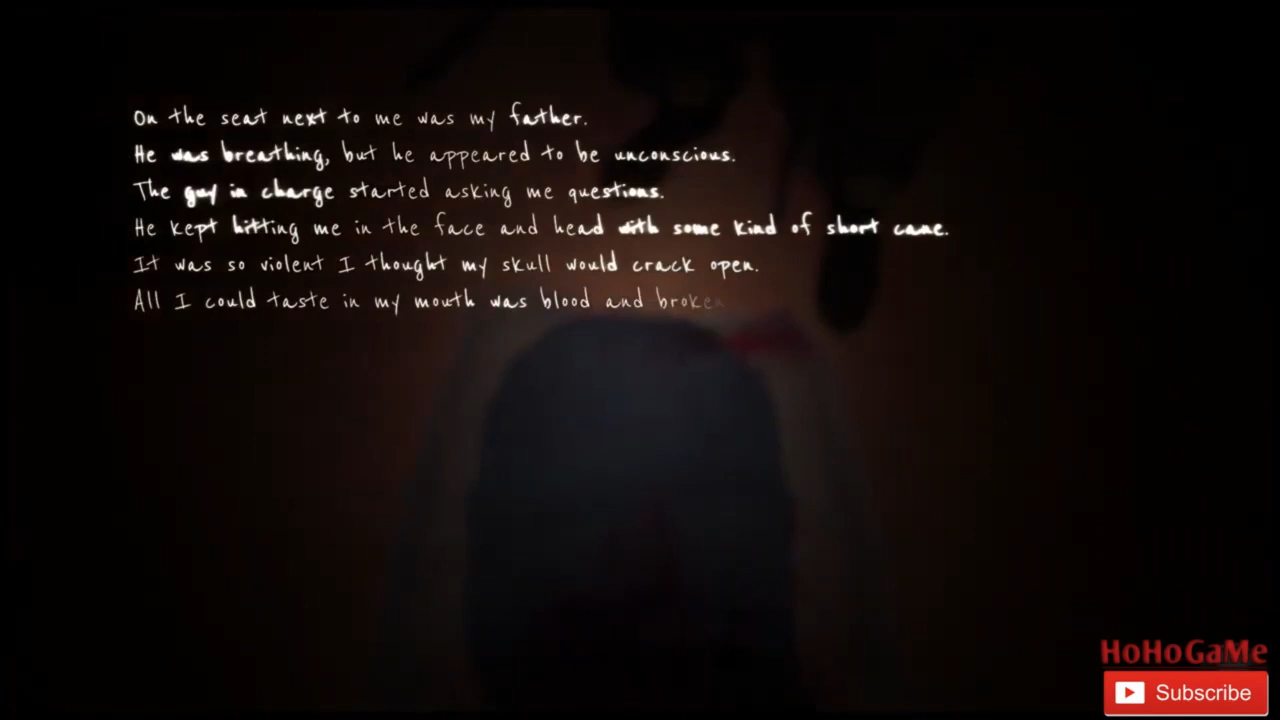 On the seat next to me was my father.
He was breathing, but he appeared to be unconscious.
The guy in charge started asking me questions.
He kept hitting me in the face and head with some kind of short cane.
It was so violent I thought my skull would crack open.
All I could taste in my mouth was blood and broken
HoHoGaMe
Subscribe